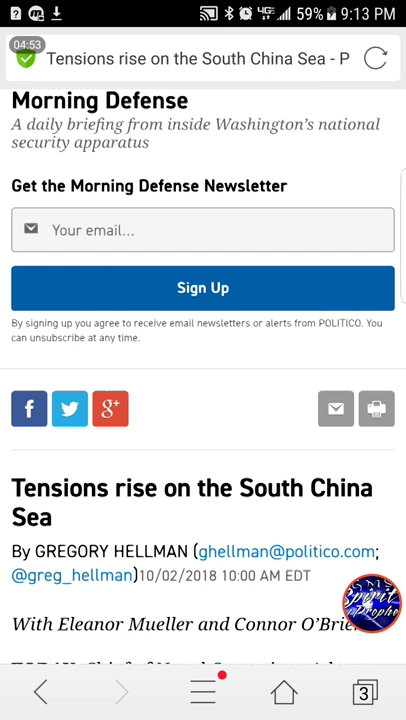 59% 9:13 PM
04:53
Tensions rise on the South China Sea - P
Morning Defense
A daily briefing from inside Washington's national
security apparatus
Get the Morning Defense Newsletter
Your email...
Sign Up
By signing up you agree to receive email newsletters or alerts from POLITICO. You
can unsubscribe at any time.
f g+
Tensions rise on the South China
Sea
By GREGORY HELLMAN (ghellman@politico.com;
@greg_hellman)10/02/2018 10:00 AM EDT
Spirit
With Eleanor Mueller and Connor O'Brie
3